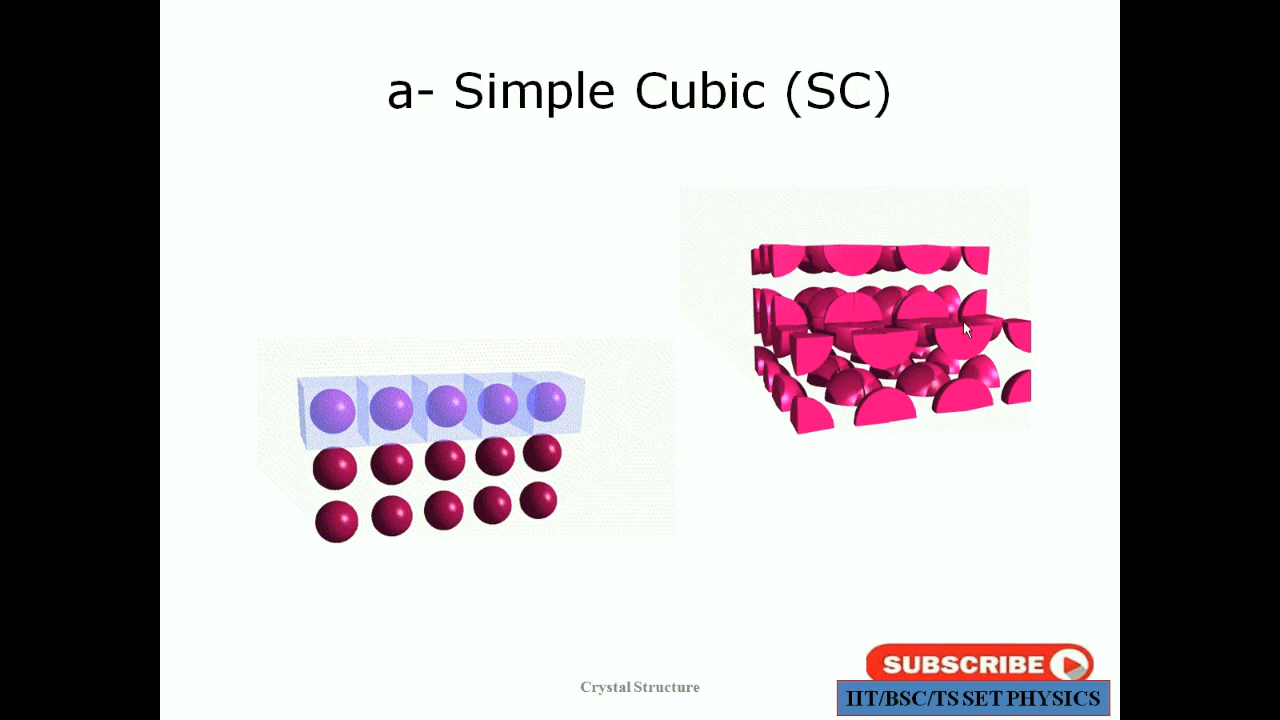 a- Simple Cubic (SC)
Crystal Structure
SUBSCRIBE
IIT/BSC/TS SET PHYSICS